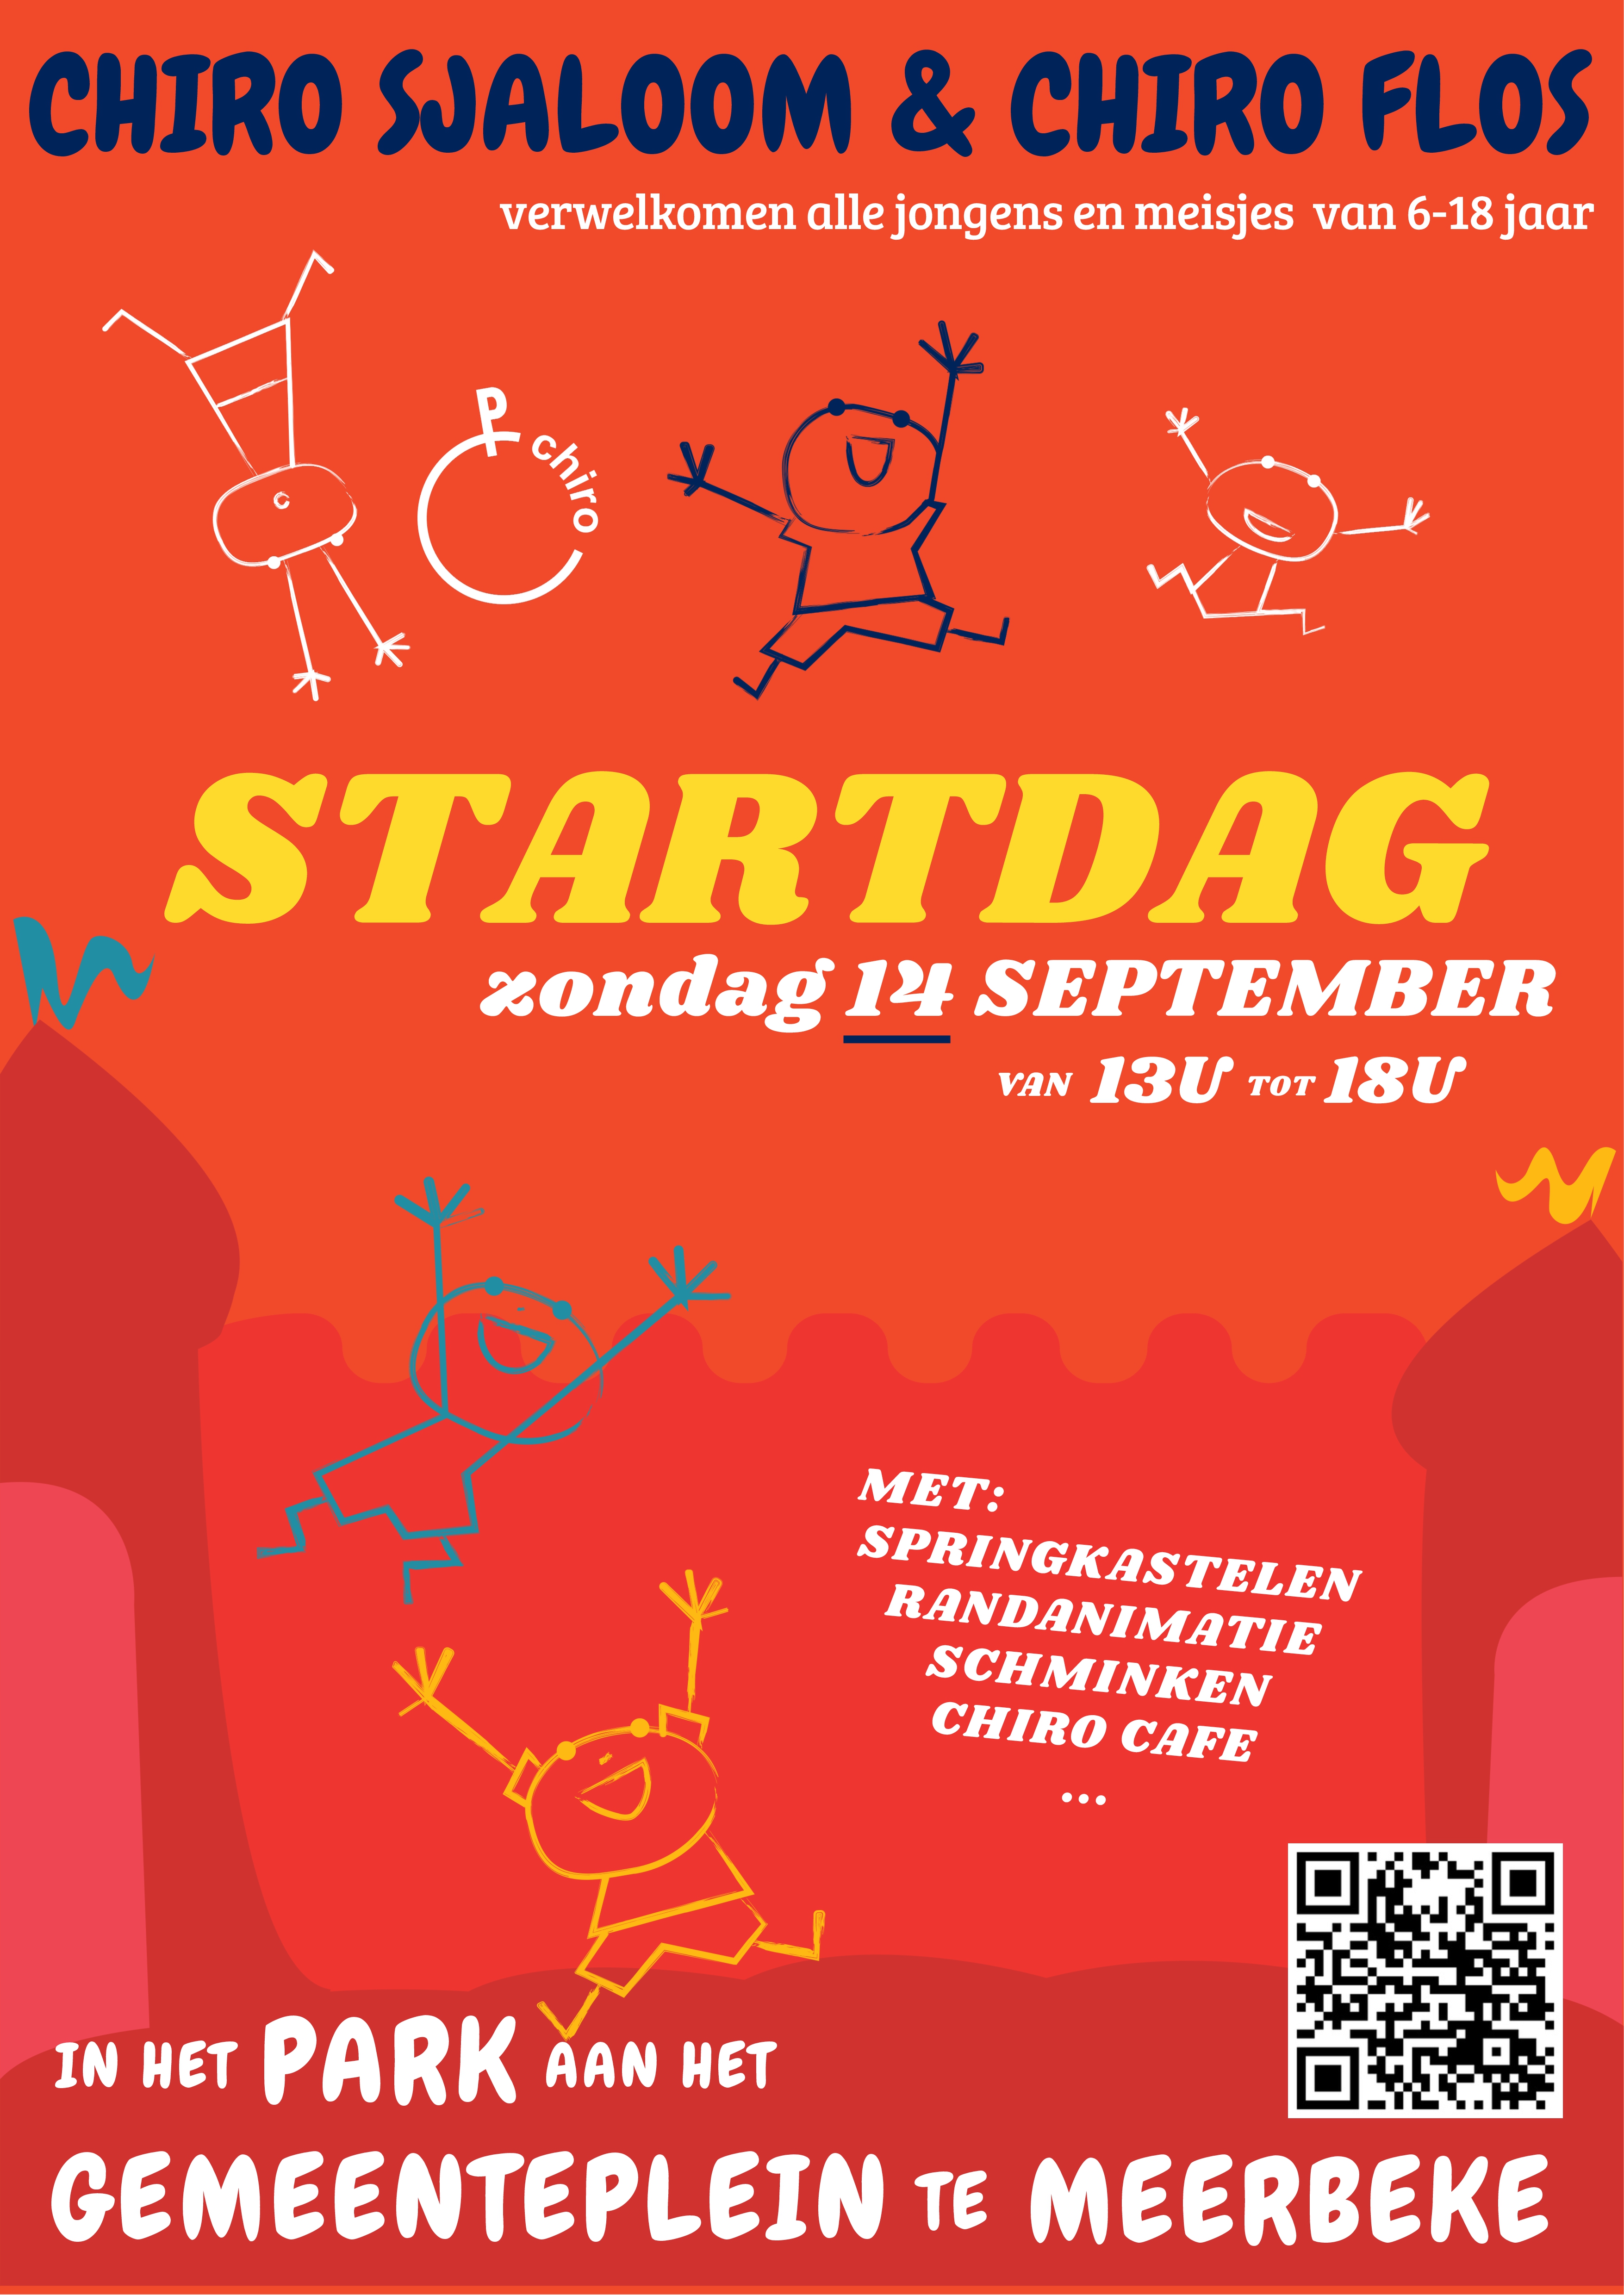 CHIRO SJALOOM & CHIRO FLOS
verwelkomen alle jongens en meisjes van 6-18 jaar
chiro
STARTDAG
zondag 14 SEPTEMBER
VAN 13U TOT 18U
MET:
SPRINGKASTELEN
RANDANIMATIE
SCHMINKEN
CHIRO CAFE
...
IN HET PARK AAN HET
GEMEENTEPLEIN TE MEERBEKE